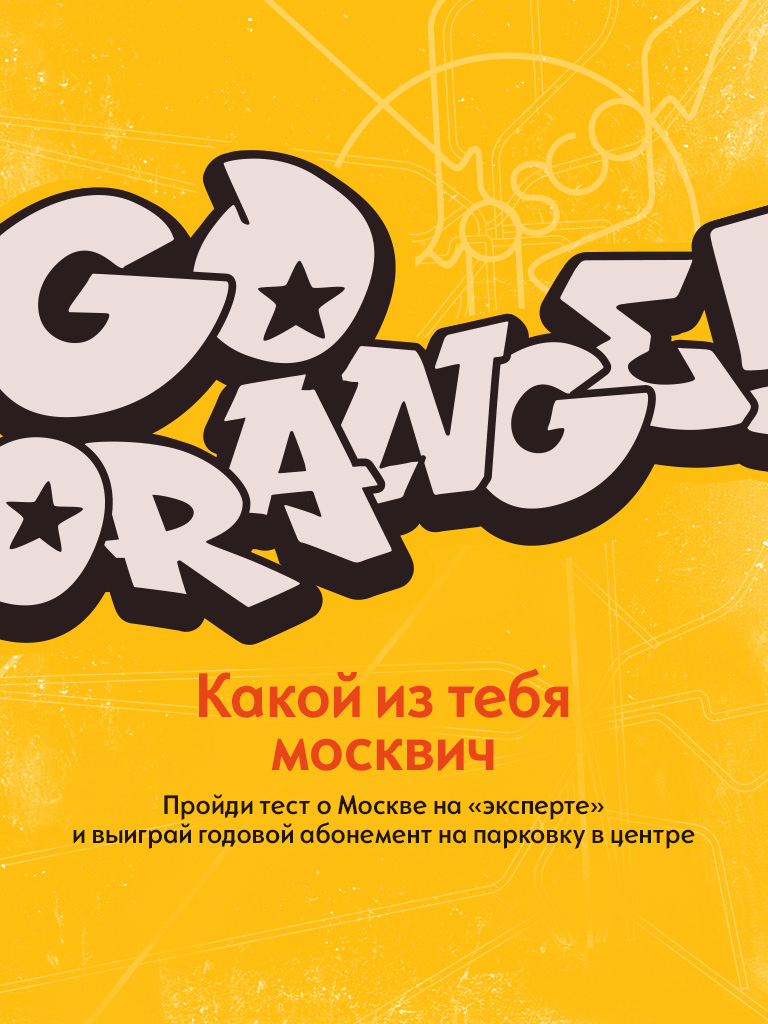 GO
ORANGE!
Какой из тебя
москвич
Пройди тест о Москве на «эксперте»
и выиграй годовой абонемент на парковку в центре